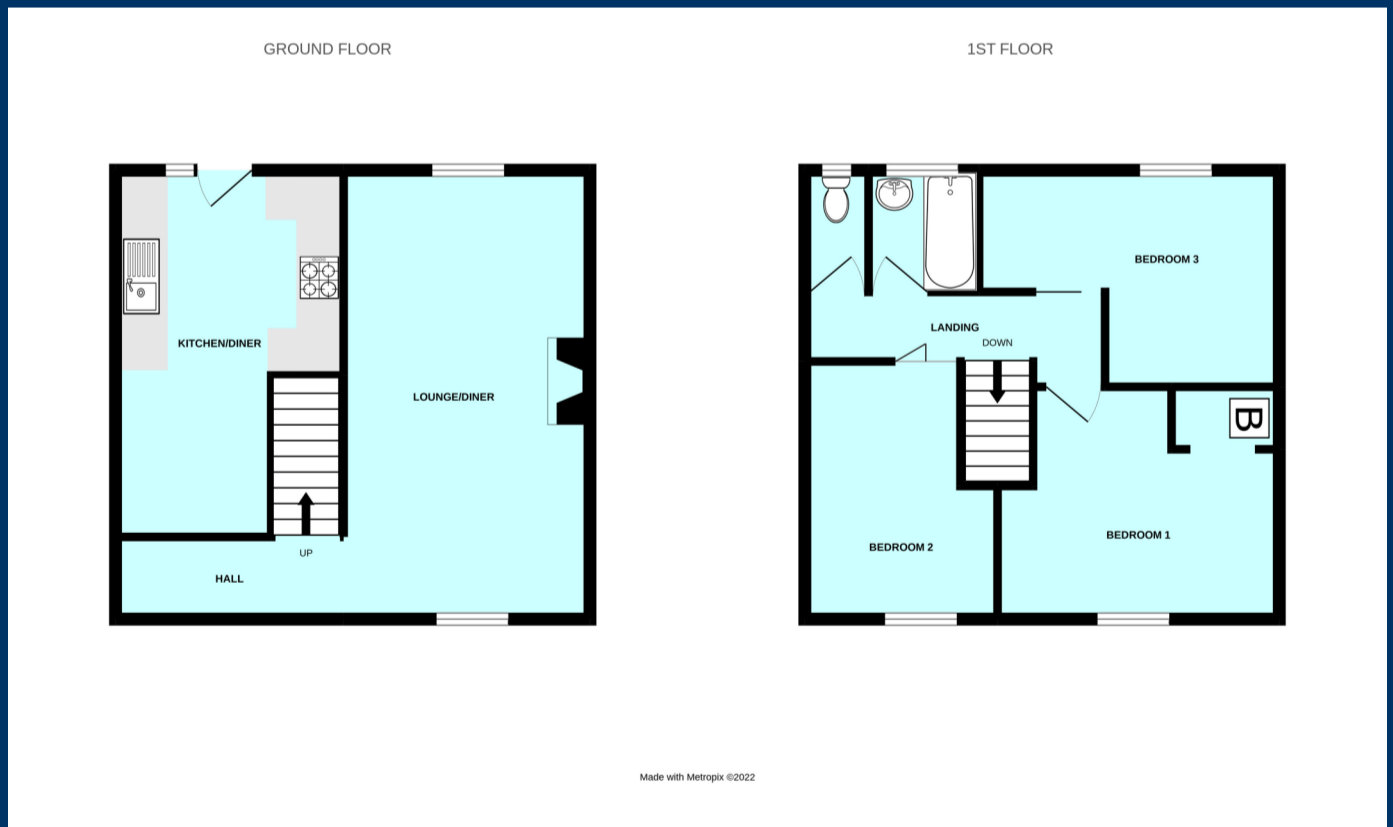 GROUND FLOOR
1ST FLOOR
KITCHEN/DINER
LOUNGE/DINER
UP
HALL
BEDROOM 3
LANDING
DOWN
B
BEDROOM 2
BEDROOM 1
Made with Metropix ©2022